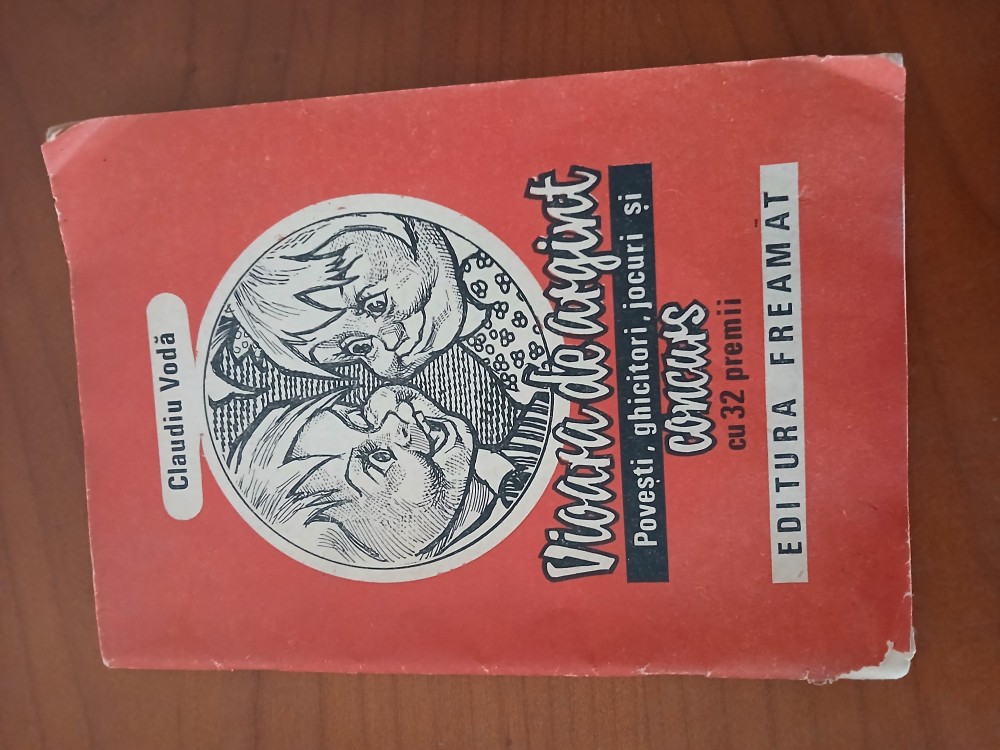 Claudiu Vodă
Vioara de argint
Povești, ghicitori, jocuri și
concurs
cu 32 premii
EDITURA FREAMĂT